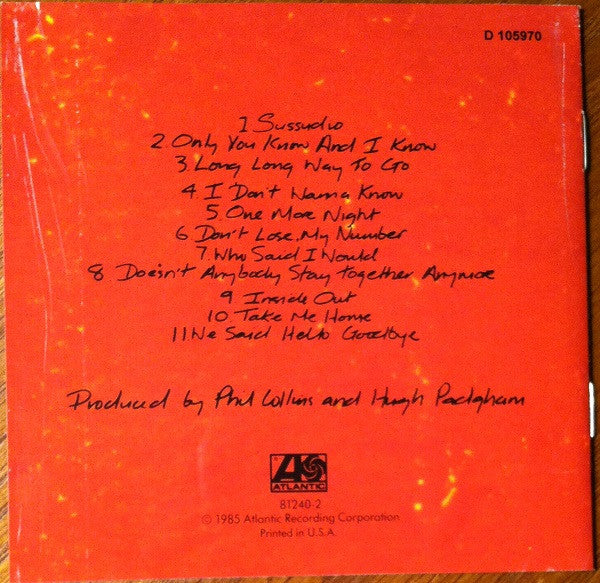 D 105970
1 Sussudio
2. Only You Know And I Know
3. Long Long Way To Go
4. I Don't Wanna Know
5. One More Night
6 Don't Lose My Number
7. Who Said I Would
8 Doesn't Anybody Stay Together Anymore
9 Inside Out
10 Take Me Home
11 We Said Hello Goodbye
Produced by Phil Collins and Hugh Padgham
ATLANTIC
81240-2
© 1985 Atlantic Recording Corporation
Printed in U.S.A.